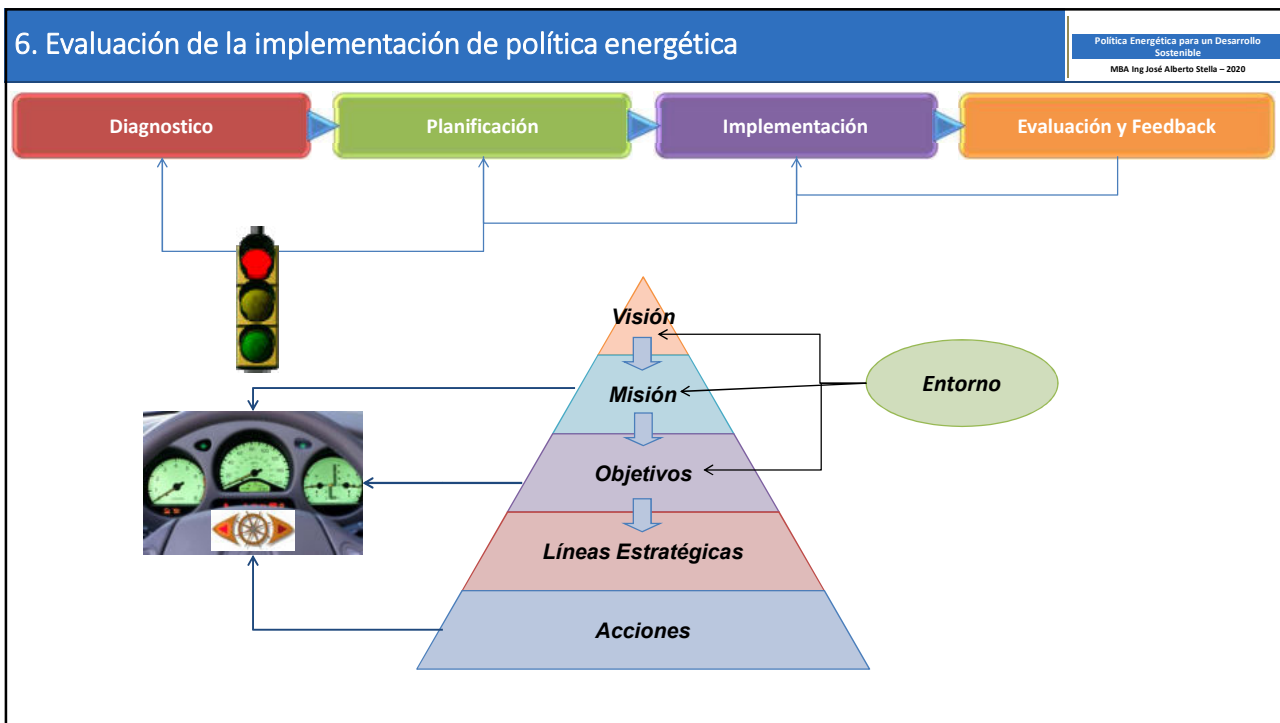 6. Evaluación de la implementación de política energética
Política Energética para un Desarrollo
Sostenible
MBA Ing José Alberto Stella – 2020
Diagnostico
Planificación
Implementación
Evaluación y Feedback
Visión
Misión
Entorno
Objetivos
Líneas Estratégicas
Acciones